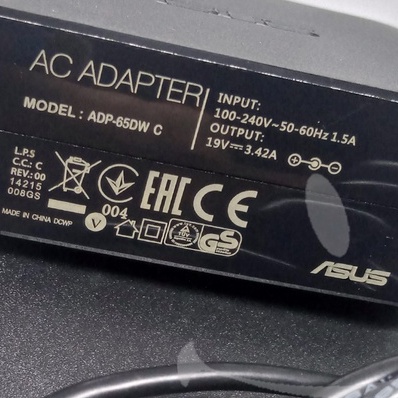 AC ADAPTER
MODEL : ADP-65DW C
INPUT:
100-240V~50-60Hz 1.5A
OUTPUT:
19V⎓3.42A
L.P.S
C.C.: C
REV.: 00
14215
008GS
MADE IN CHINA DCWP
V
004
EAC CE
TÜV
GS
ASUS